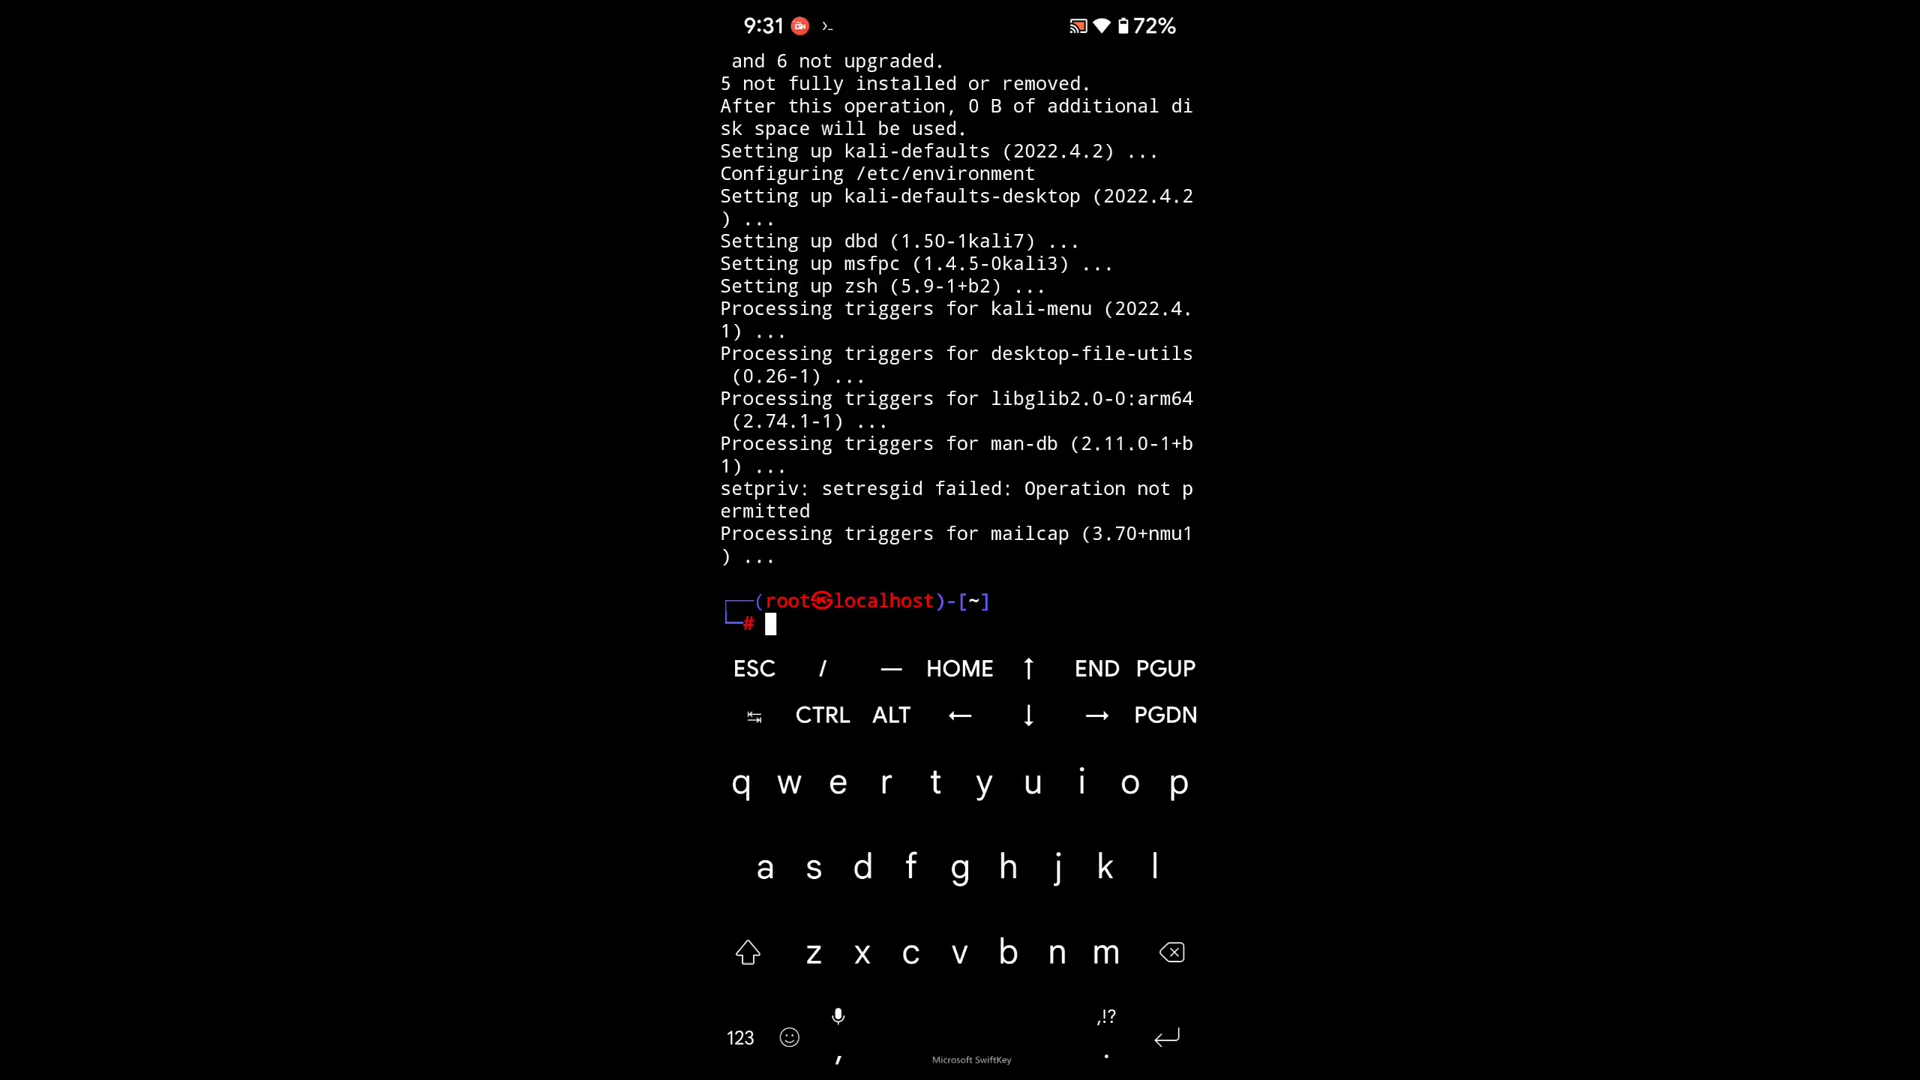 9:31 72%
and 6 not upgraded.
5 not fully installed or removed.
After this operation, 0 B of additional di
sk space will be used.
Setting up kali-defaults (2022.4.2) ...
Configuring /etc/environment
Setting up kali-defaults-desktop (2022.4.2
) ...
Setting up dbd (1.50-1kali7) ...
Setting up msfpc (1.4.5-0kali3) ...
Setting up zsh (5.9-1+b2) ...
Processing triggers for kali-menu (2022.4.
1) ...
Processing triggers for desktop-file-utils
(0.26-1) ...
Processing triggers for libglib2.0-0:arm64
(2.74.1-1) ...
Processing triggers for man-db (2.11.0-1+b
1) ...
setpriv: setresgid failed: Operation not p
ermitted
Processing triggers for mailcap (3.70+nmu1
) ...
┌──(root㉿localhost)-[~]
└─#
ESC / — HOME ↑ END PGUP
↹ CTRL ALT ← ↓ → PGDN
q w e r t y u i o p
a s d f g h j k l
z x c v b n m
,!?
123 , Microsoft SwiftKey .